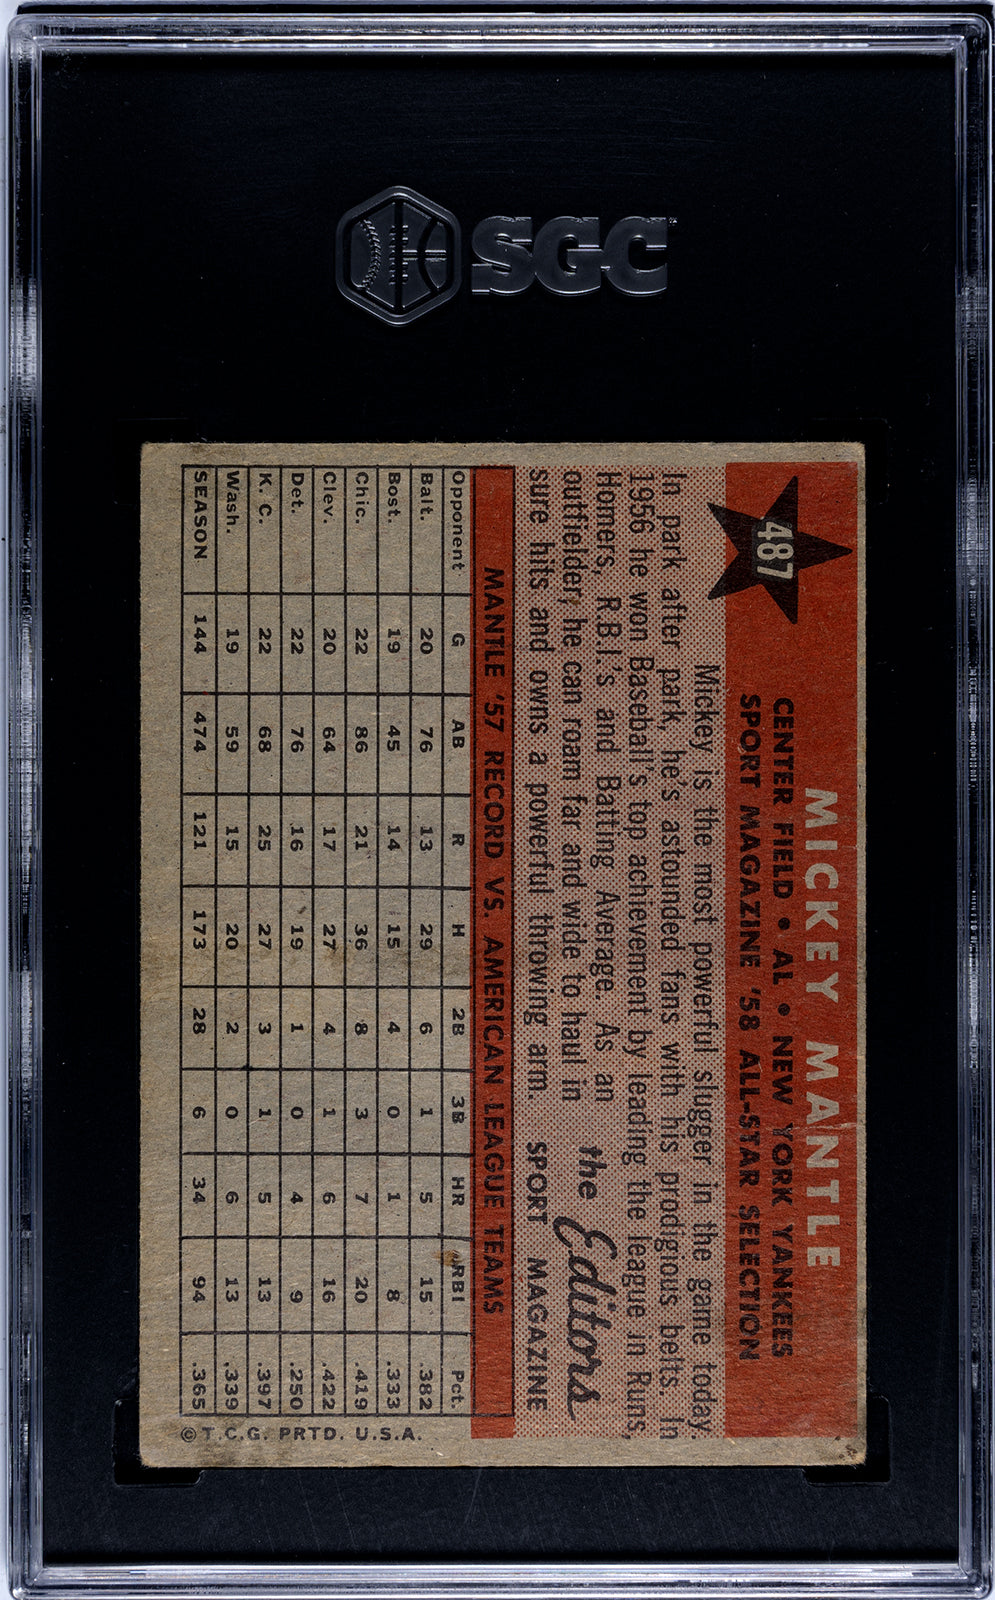 SGC
487
MICKEY MANTLE
CENTER FIELD • AL • NEW YORK YANKEES
SPORT MAGAZINE '58 ALL-STAR SELECTION
Mickey is the most powerful slugger in the game today.
In park after park, he's astounded fans with his prodigious belts. In
1956 he won Baseball's top achievement by leading the league in Runs,
Homers, R.B.I.'s and Batting Average. As an
outfielder, he can roam far and wide to haul in
sure hits and owns a powerful throwing arm.
the Editors
SPORT MAGAZINE
MANTLE '57 RECORD VS. AMERICAN LEAGUE TEAMS
Opponent G AB R H 2B 3B HR RBI Pct.
Balt. 20 76 13 29 6 1 5 15 .382
Bost. 19 45 14 15 4 0 1 8 .333
Chic. 22 86 21 36 8 3 7 20 .419
Clev. 20 64 17 27 4 1 6 16 .422
Det. 22 76 16 19 1 0 4 9 .250
K. C. 22 68 25 27 3 1 5 13 .397
Wash. 19 59 15 20 2 0 6 13 .339
SEASON 144 474 121 173 28 6 34 94 .365
© T.C.G. PRTD. U.S.A.